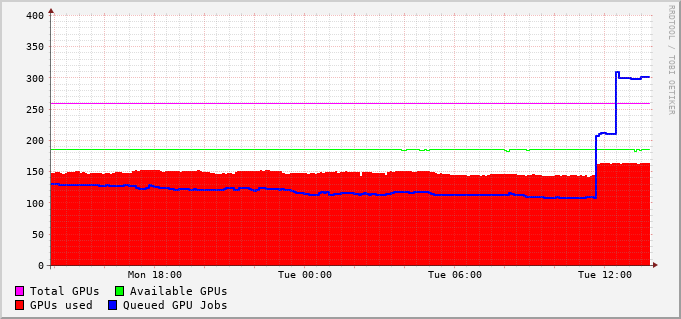 400
350
300
250
200
150
100
50
0
Mon 18:00 Tue 00:00 Tue 06:00 Tue 12:00
Total GPUs Available GPUs
GPUs used Queued GPU Jobs
RRDTOOL / TOBI OETIKER